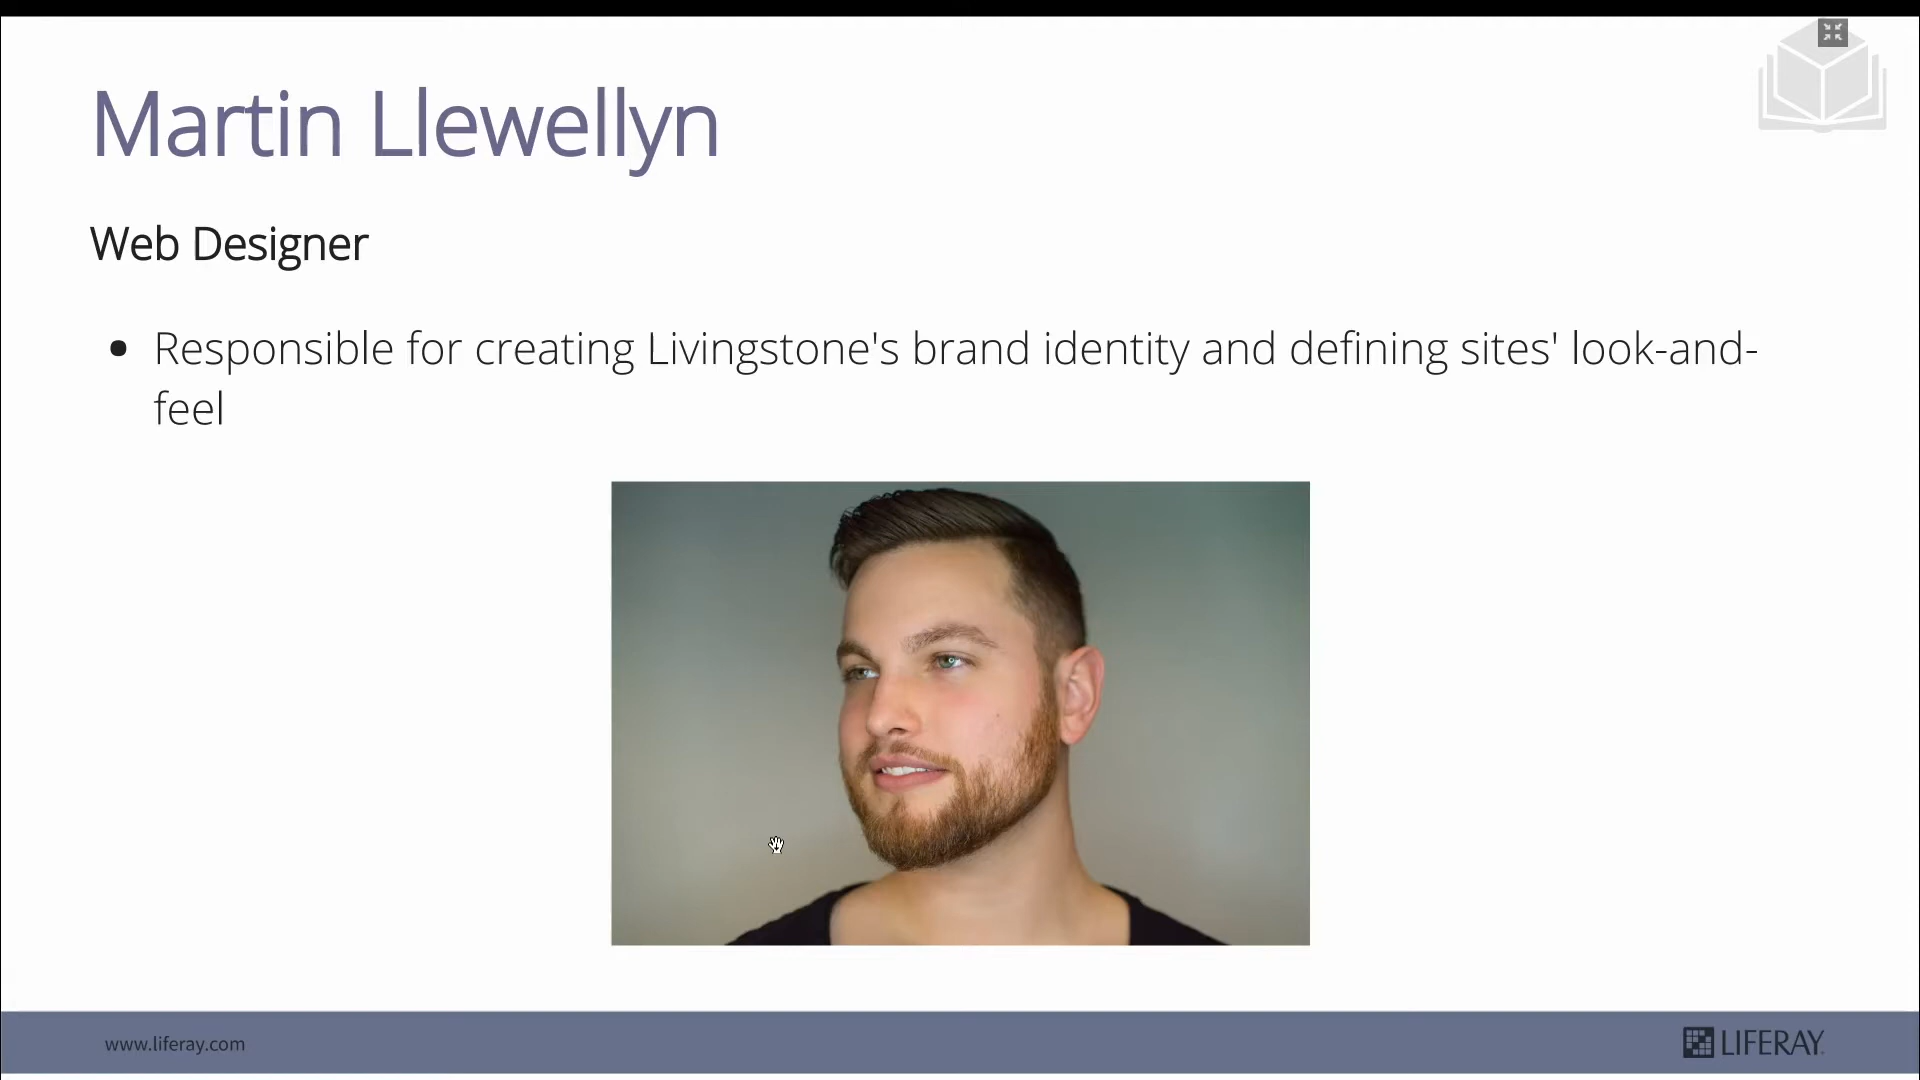 Martin Llewellyn
Web Designer
• Responsible for creating Livingstone's brand identity and defining sites' look-and-
feel
www.liferay.com
LIFERAY